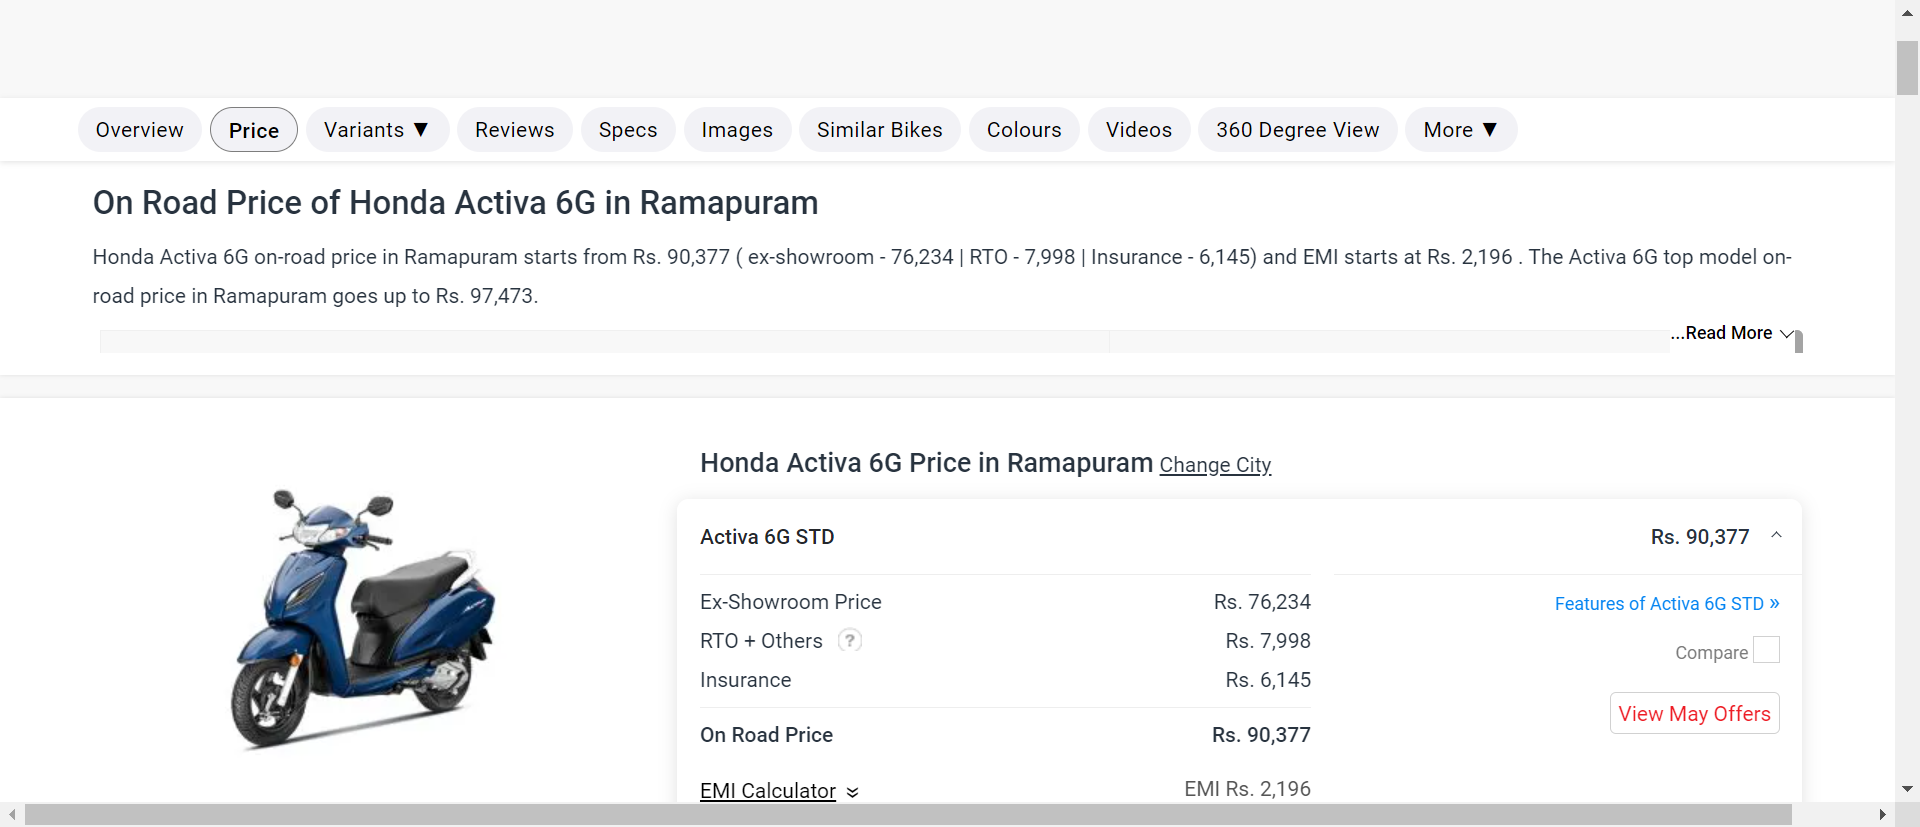 Overview Price Variants ▼ Reviews Specs Images Similar Bikes Colours Videos 360 Degree View More ▼
On Road Price of Honda Activa 6G in Ramapuram
Honda Activa 6G on-road price in Ramapuram starts from Rs. 90,377 ( ex-showroom - 76,234 | RTO - 7,998 | Insurance - 6,145) and EMI starts at Rs. 2,196 . The Activa 6G top model on-
road price in Ramapuram goes up to Rs. 97,473.
...Read More
Honda Activa 6G Price in Ramapuram Change City
Activa 6G STD Rs. 90,377
Ex-Showroom Price Rs. 76,234 Features of Activa 6G STD »
RTO + Others ? Rs. 7,998
Compare
Insurance Rs. 6,145
View May Offers
On Road Price Rs. 90,377
EMI Calculator EMI Rs. 2,196